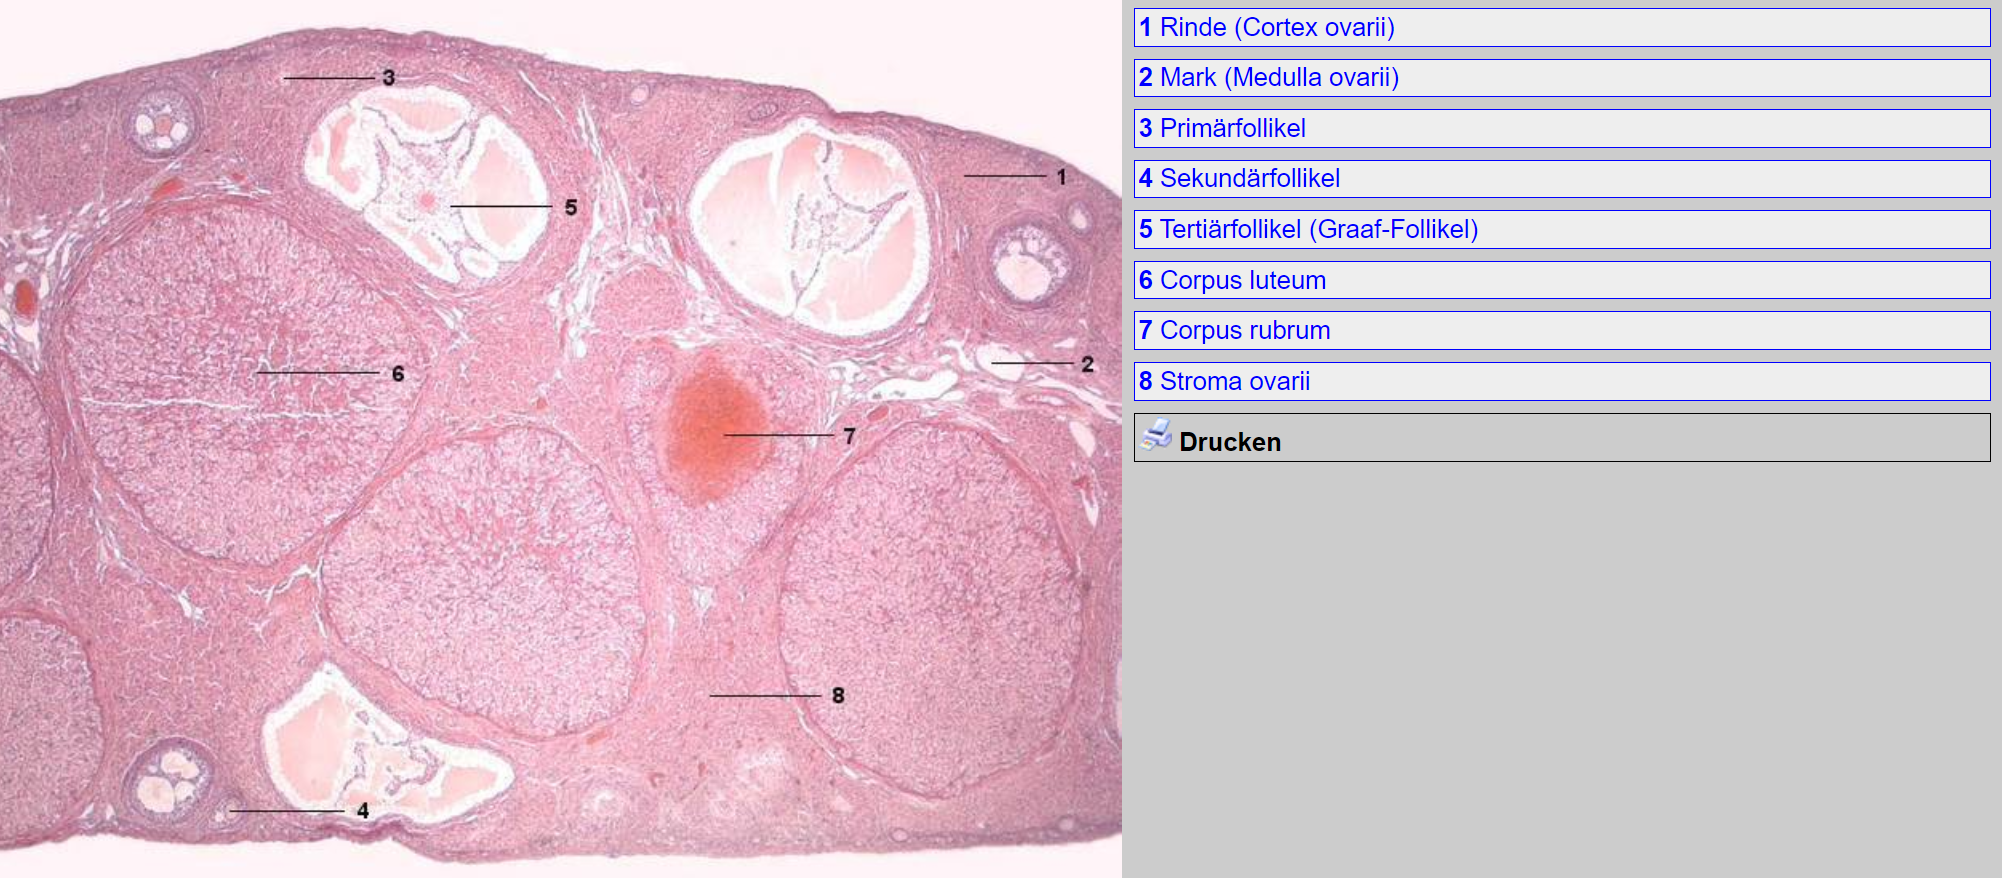 3
5
1
2
6
7
8
4
1 Rinde (Cortex ovarii)
2 Mark (Medulla ovarii)
3 Primärfollikel
4 Sekundärfollikel
5 Tertiärfollikel (Graaf-Follikel)
6 Corpus luteum
7 Corpus rubrum
8 Stroma ovarii
Drucken